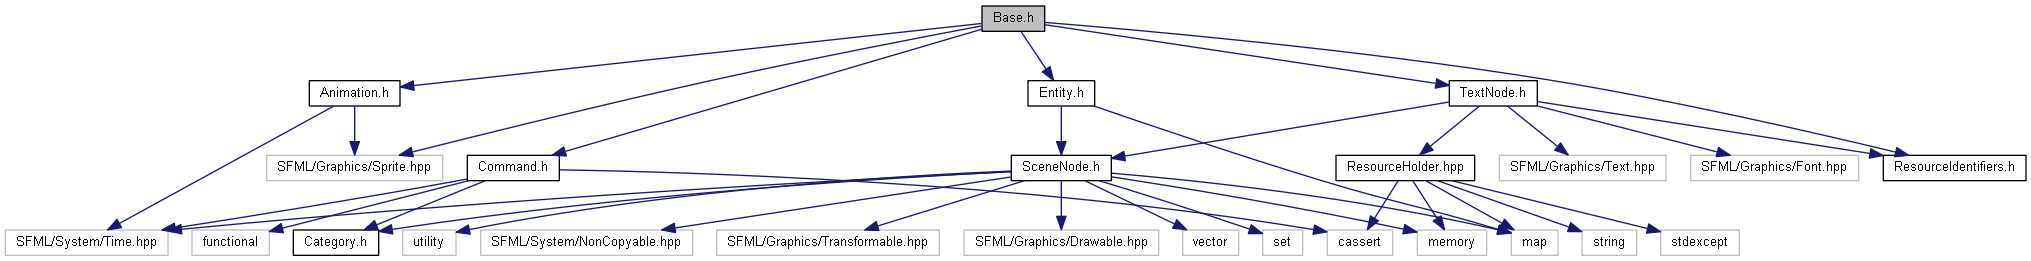 Base.h
Animation.h
Entity.h
TextNode.h
SFML/Graphics/Sprite.hpp
Command.h
SceneNode.h
ResourceHolder.hpp
SFML/Graphics/Text.hpp
SFML/Graphics/Font.hpp
ResourceIdentifiers.h
SFML/System/Time.hpp
functional
Category.h
utility
SFML/System/NonCopyable.hpp
SFML/Graphics/Transformable.hpp
SFML/Graphics/Drawable.hpp
vector
set
cassert
memory
map
string
stdexcept